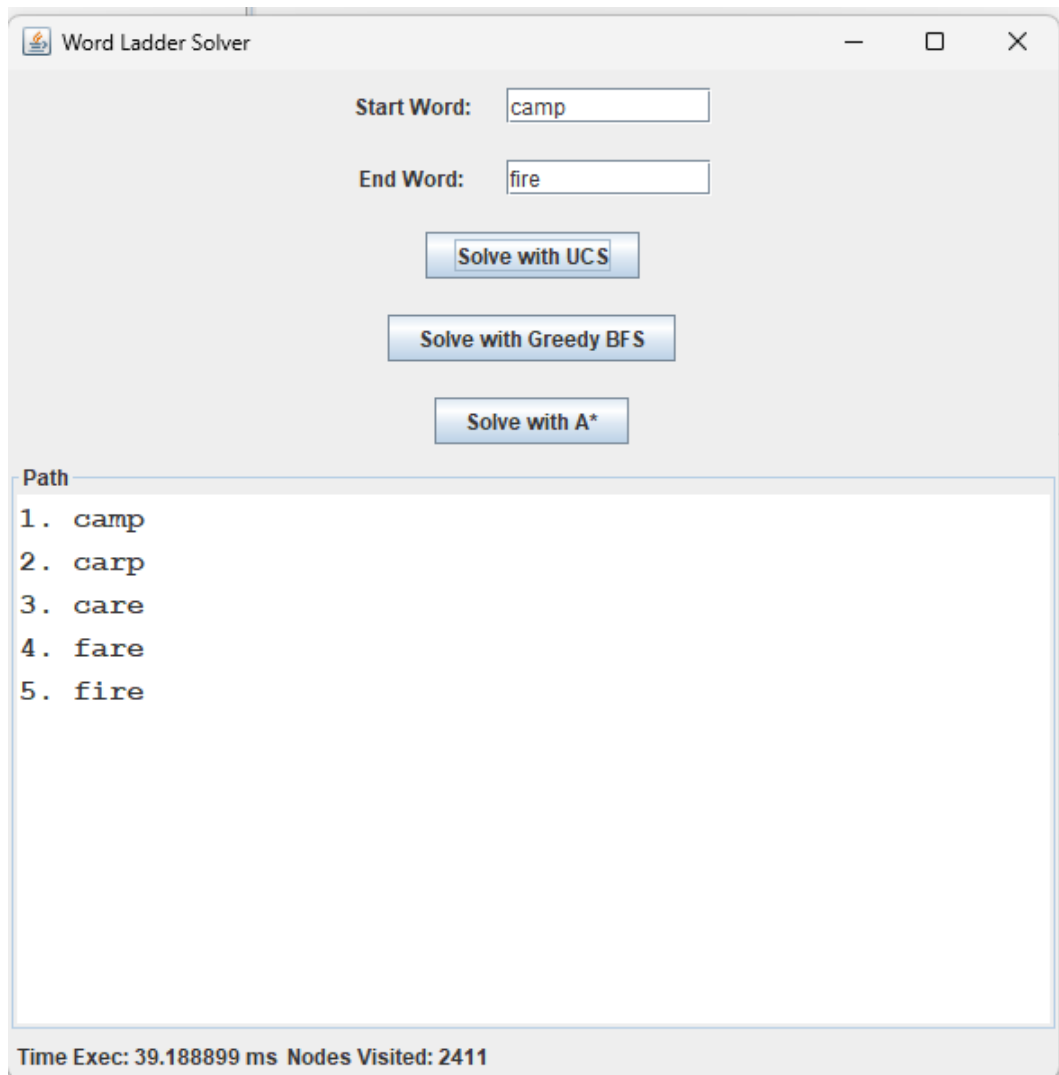 Word Ladder Solver
Start Word: camp
End Word: fire
Solve with UCS
Solve with Greedy BFS
Solve with A*
Path
1. camp
2. carp
3. care
4. fare
5. fire
Time Exec: 39.188899 ms Nodes Visited: 2411